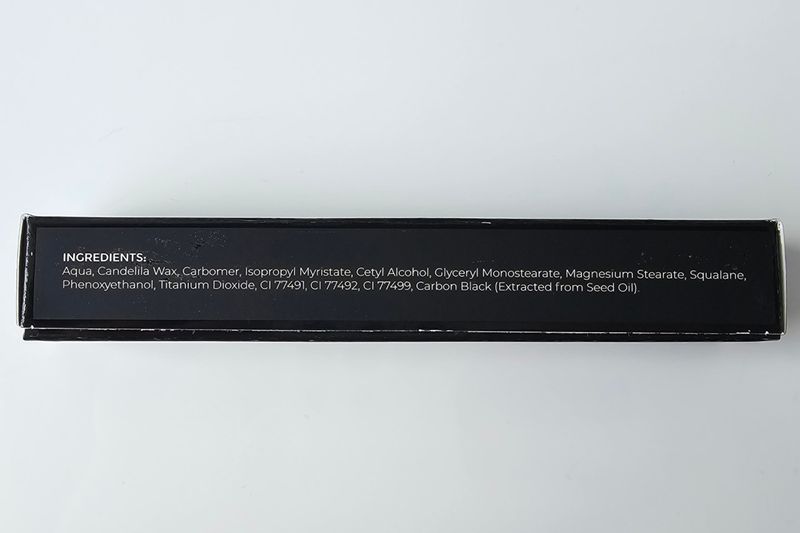 INGREDIENTS:
Aqua, Candelila Wax, Carbomer, Isopropyl Myristate, Cetyl Alcohol, Glyceryl Monostearate, Magnesium Stearate, Squalane,
Phenoxyethanol, Titanium Dioxide, CI 77491, CI 77492, CI 77499, Carbon Black (Extracted from Seed Oil).